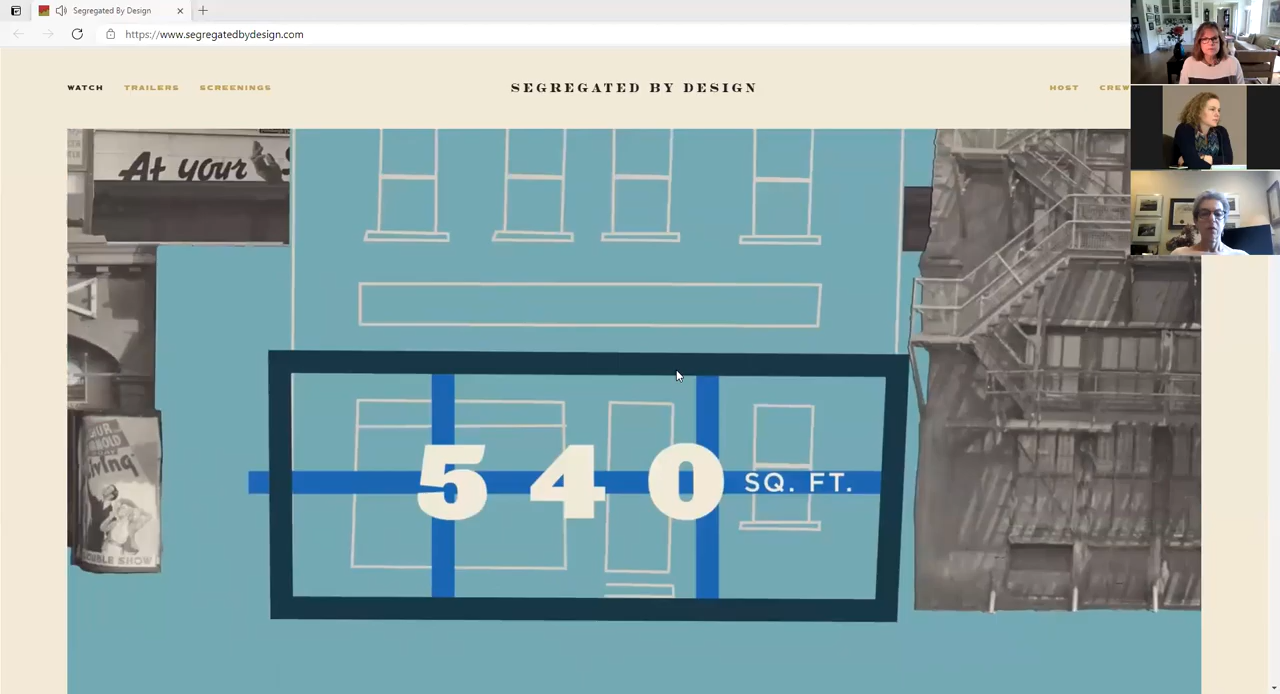 Segregated By Design
https://www.segregatedbydesign.com
WATCH TRAILERS SCREENINGS SEGREGATED BY DESIGN HOST CREW
At your
540 SQ. FT.
ARNOLD
SHOW